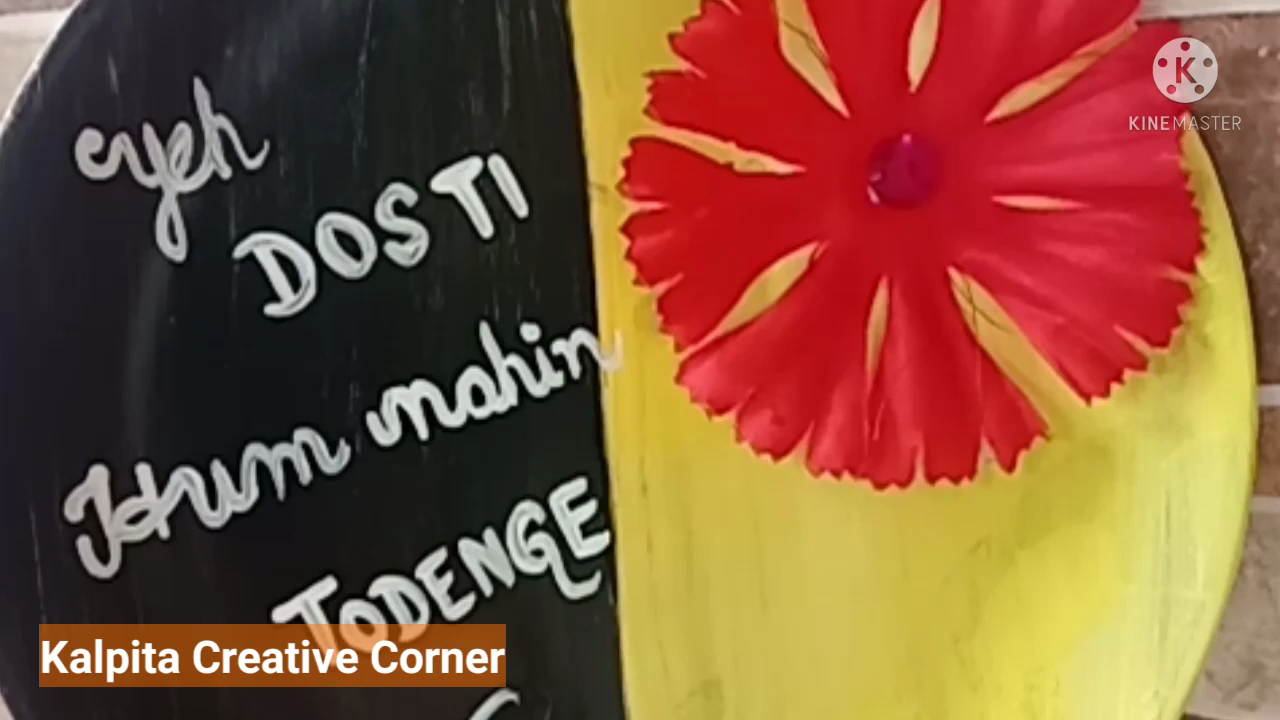 yeh
DOSTI
Hum nahin
TODENGE
Kalpita Creative Corner
K
KINEMASTER